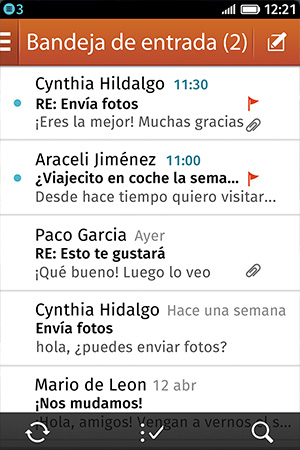 3 12:21
Bandeja de entrada (2)
Cynthia Hildalgo 11:30
RE: Envía fotos
¡Eres la mejor! Muchas gracias
Araceli Jiménez 11:00
¿Viajecito en coche la sema...
Desde hace tiempo quiero visitar...
Paco Garcia Ayer
RE: Esto te gustará
¡Qué bueno! Luego lo veo
Cynthia Hidalgo Hace una semana
Envía fotos
hola, ¿puedes enviar fotos?
Mario de Leon 12 abr
¡Nos mudamos!
¡Hola, amigos! Vengan a vernos el s...